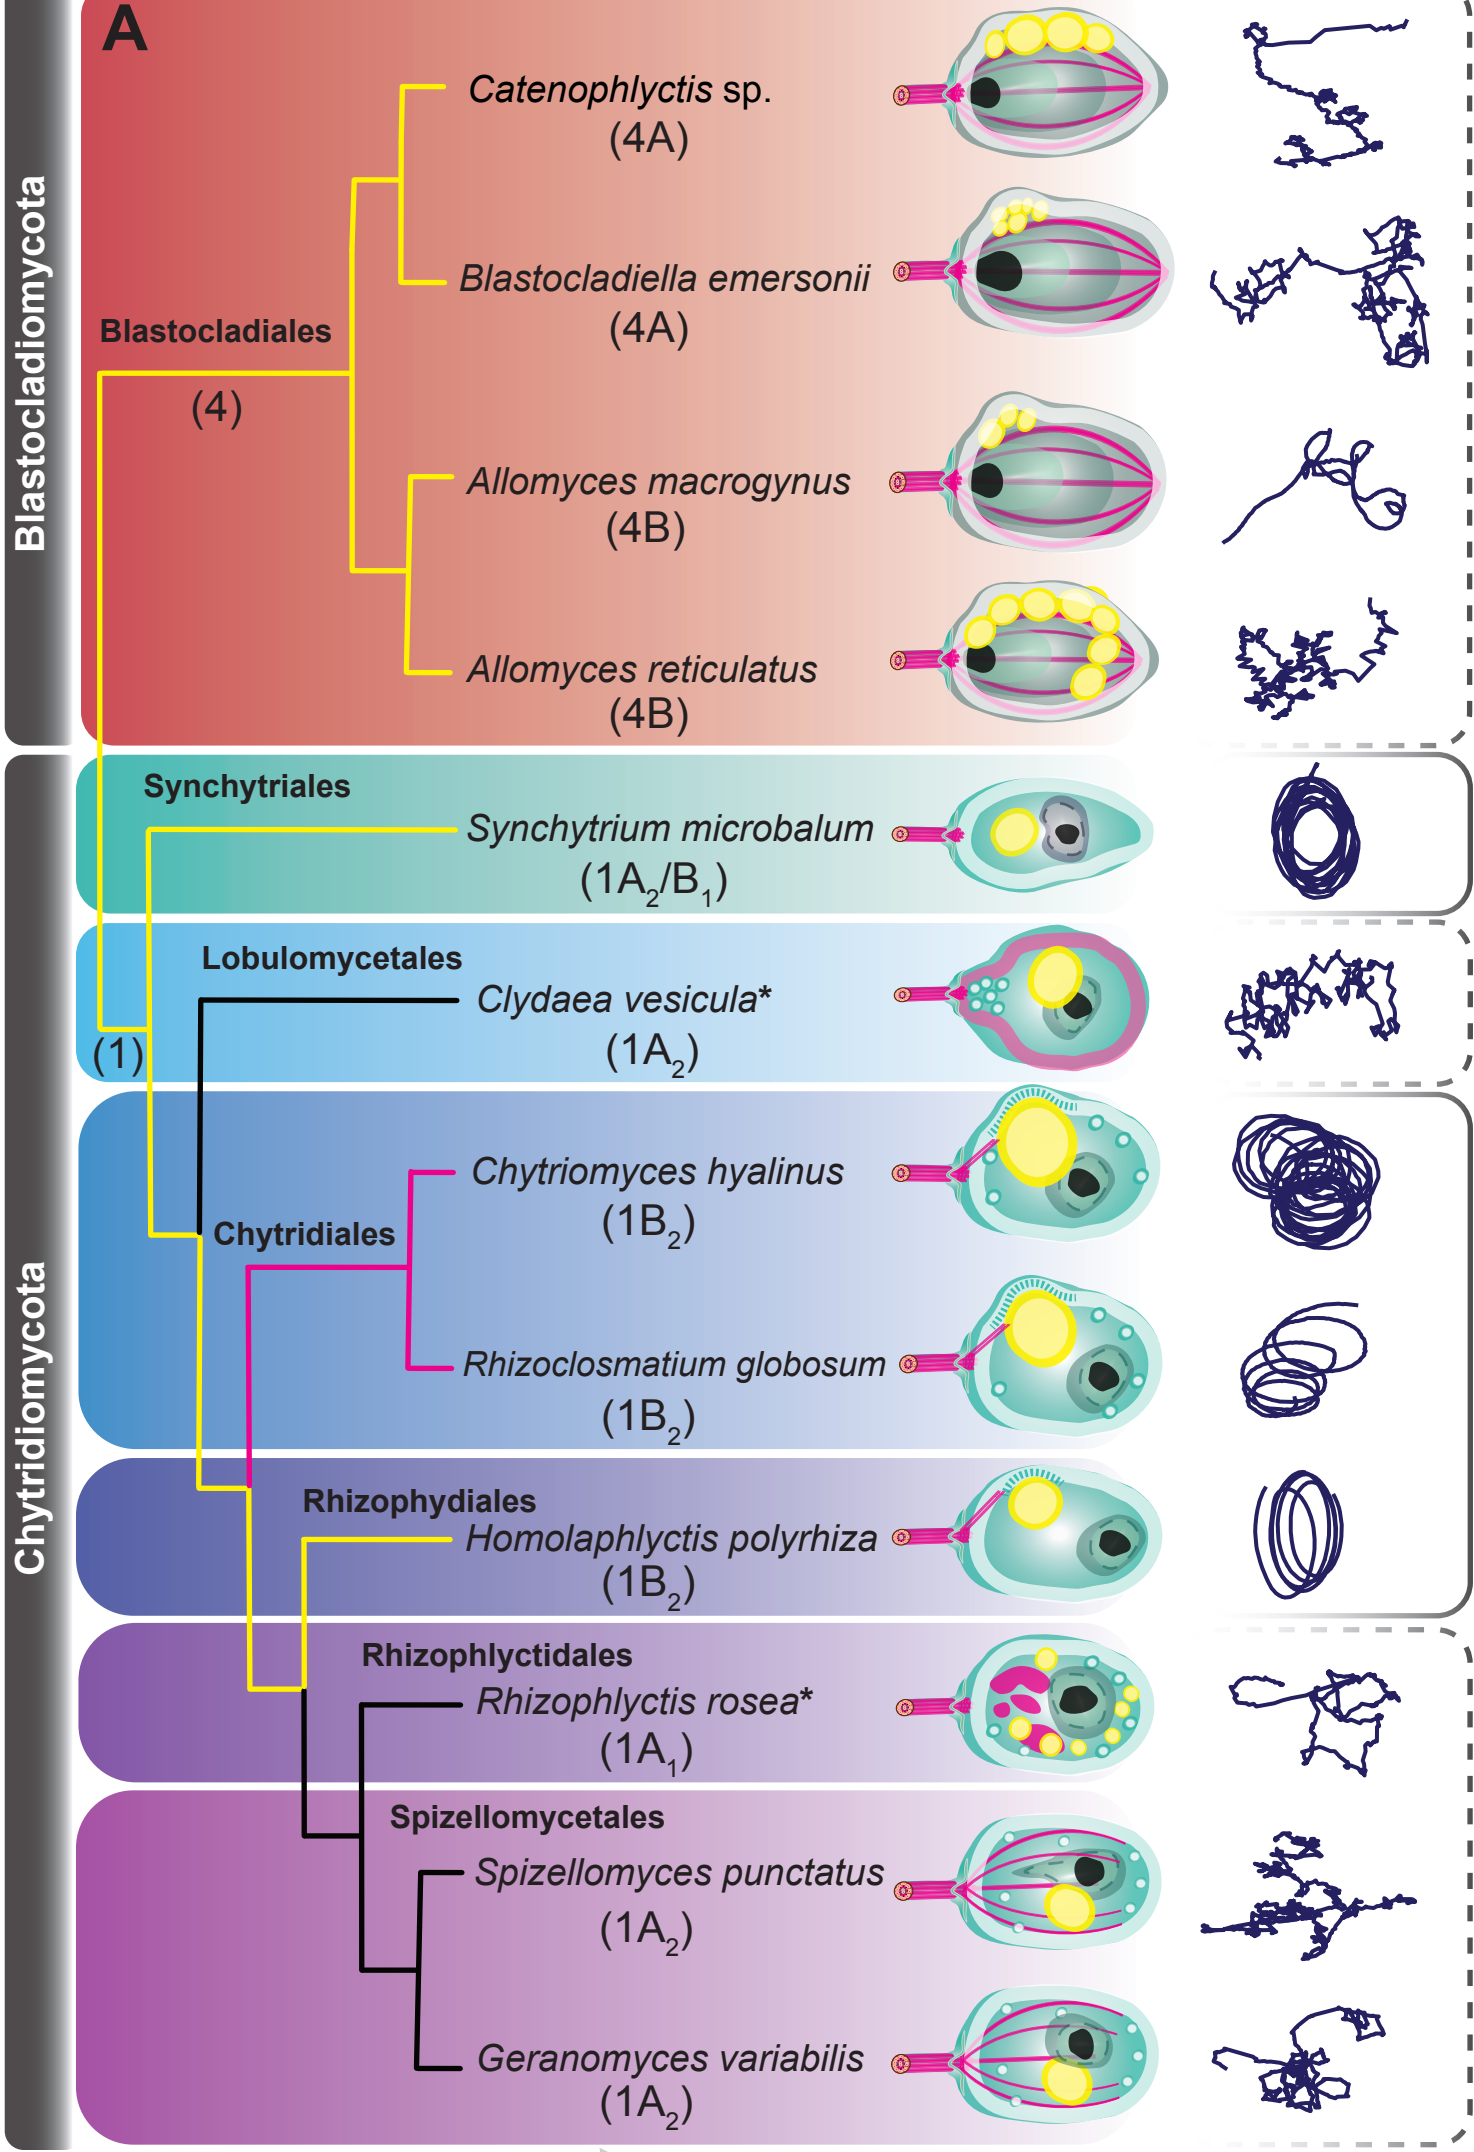 A
Blastocladiomycota
Catenophlyctis sp.
(4A)
Blastocladiella emersonii
(4A)
Blastocladiales
(4)
Allomyces macrogynus
(4B)
Allomyces reticulatus
(4B)
Chytridiomycota
Synchytriales
Synchytrium microbalum
(1A2/B1)
Lobulomycetales
Clydaea vesicula*
(1)
(1A2)
Chytriomyces hyalinus
(1B2)
Chytridiales
Rhizoclosmatium globosum
(1B2)
Rhizophydiales
Homolaphlyctis polyrhiza
(1B2)
Rhizophlyctidales
Rhizophlyctis rosea*
(1A1)
Spizellomycetales
Spizellomyces punctatus
(1A2)
Geranomyces variabilis
(1A2)